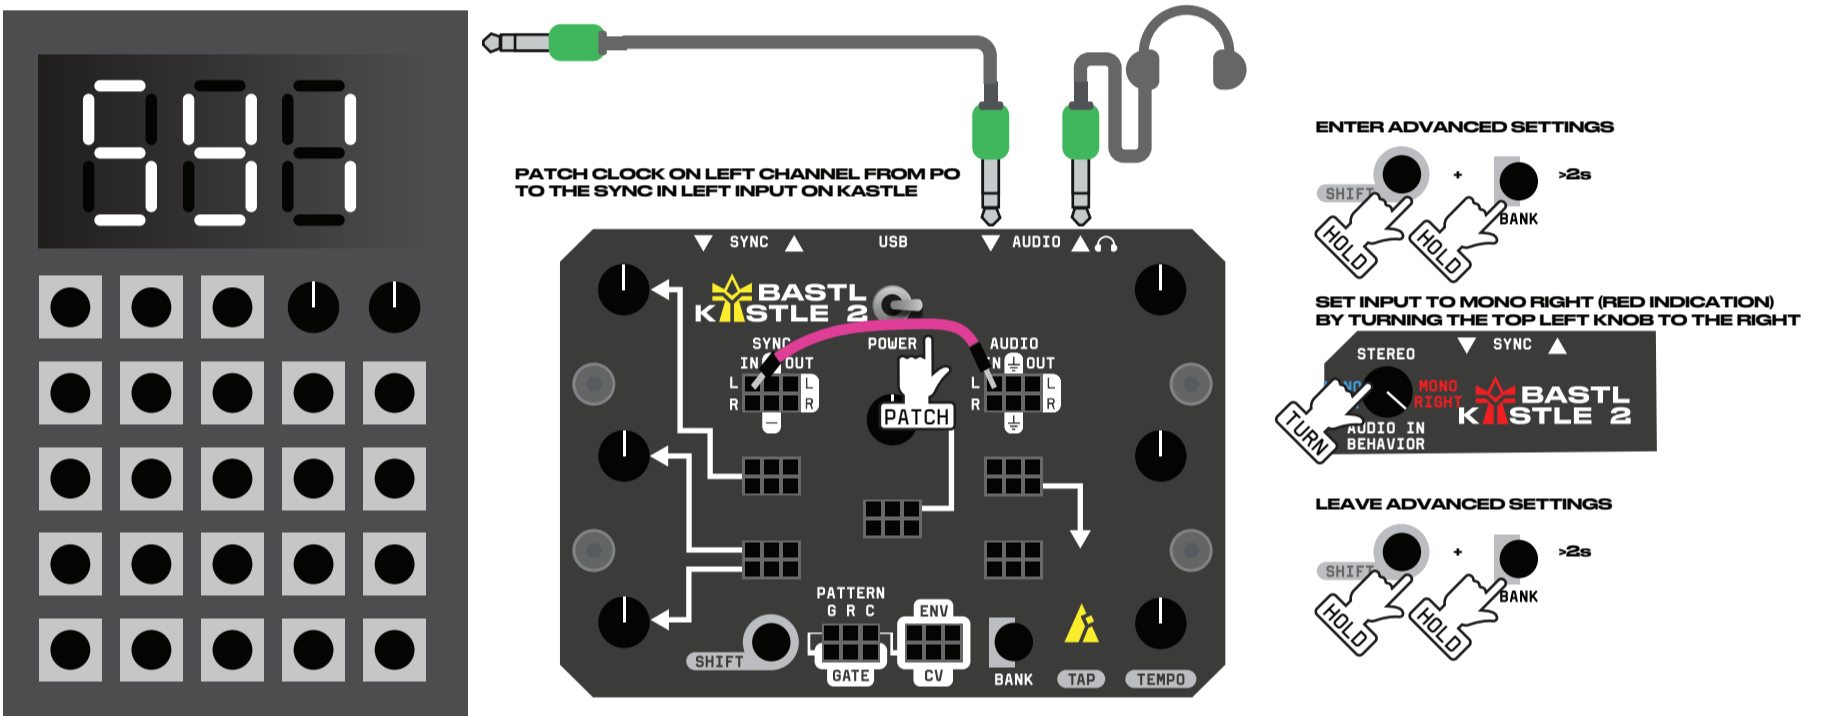 SY1
PATCH CLOCK ON LEFT CHANNEL FROM PO
TO THE SYNC IN LEFT INPUT ON KASTLE
SYNC
USB
AUDIO
BASTL
KASTLE 2
SYNC
POWER
AUDIO
IN OUT
IN OUT
L L
R R
L L
R R
PATCH
PATTERN
G R C
ENV
SHIFT
GATE
CV
BANK
TAP
TEMPO
ENTER ADVANCED SETTINGS
+ >2s
SHIFT
BANK
HOLD
HOLD
SET INPUT TO MONO RIGHT (RED INDICATION)
BY TURNING THE TOP LEFT KNOB TO THE RIGHT
STEREO
SYNC
MONO
RIGHT
BASTL
KASTLE 2
TURN
AUDIO IN
BEHAVIOR
LEAVE ADVANCED SETTINGS
+ >2s
SHIFT
BANK
HOLD
HOLD